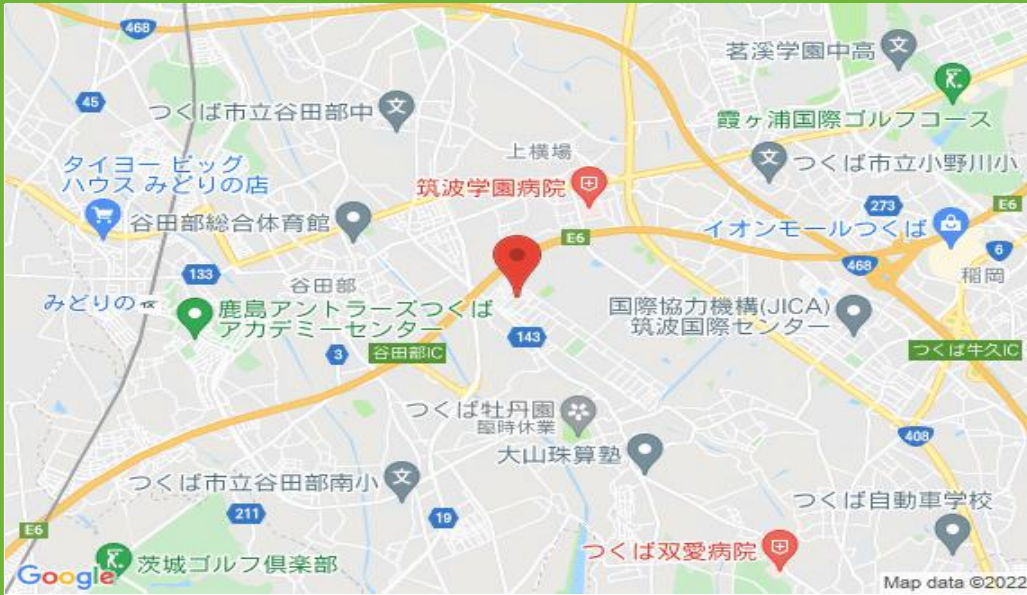 468
茗溪学園中高
45
つくば市立谷田部中
霞ヶ浦国際ゴルフコース
タイヨー ビッグ
ハウス みどりの店
上横場
つくば市立小野川小
筑波学園病院
谷田部総合体育館
273
E6
E6
イオンモールつくば
6
468
稲岡
133
谷田部
みどりの
鹿島アントラーズつくば
アカデミーセンター
国際協力機構(JICA)
筑波国際センター
143
3
谷田部IC
つくば牛久IC
つくば牡丹園
臨時休業
408
大山珠算塾
つくば市立谷田部南小
つくば自動車学校
211
19
E6
つくば双愛病院
茨城ゴルフ倶楽部
Google
Map data ©2022